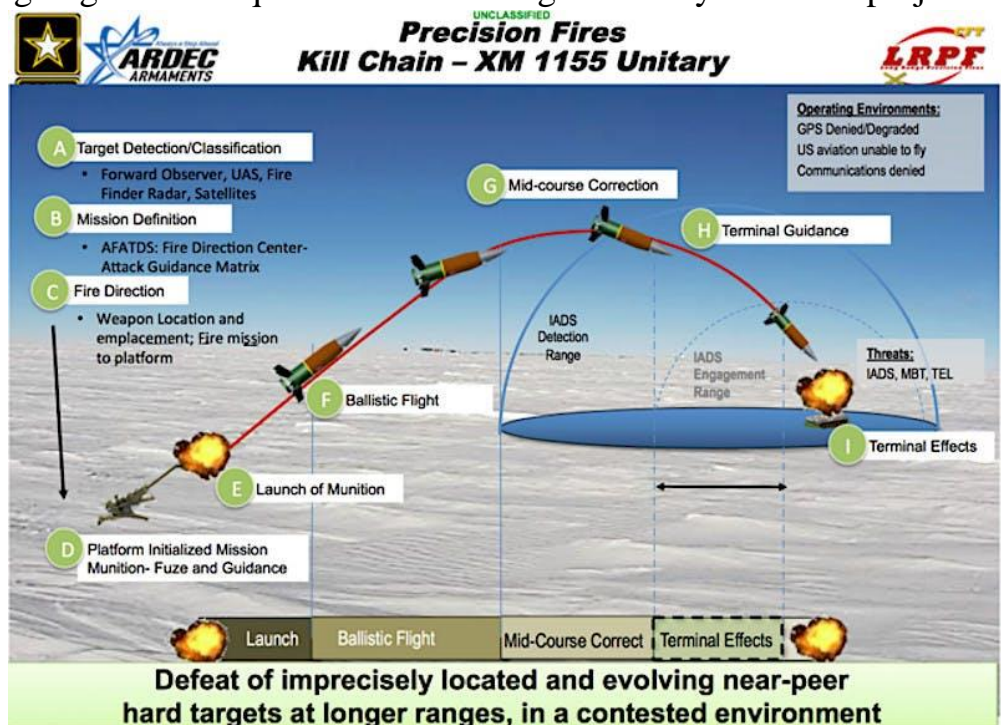 UNCLASSIFIED
Precision Fires
Kill Chain – XM 1155 Unitary
ARDEC
ARMAMENTS
CFT
LRPF
Operating Environments:
GPS Denied/Degraded
US aviation unable to fly
Communications denied
A Target Detection/Classification
• Forward Observer, UAS, Fire
Finder Radar, Satellites
B Mission Definition
• AFATDS: Fire Direction Center-
Attack Guidance Matrix
C Fire Direction
• Weapon Location and
emplacement; Fire mission
to platform
G Mid-course Correction
H Terminal Guidance
IADS
Detection
Range
IADS
Engagement
Range
Threats:
IADS, MBT, TEL
F Ballistic Flight
I Terminal Effects
E Launch of Munition
D Platform Initialized Mission
Munition- Fuze and Guidance
Launch
Ballistic Flight
Mid-Course Correct
Terminal Effects
Defeat of imprecisely located and evolving near-peer
hard targets at longer ranges, in a contested environment